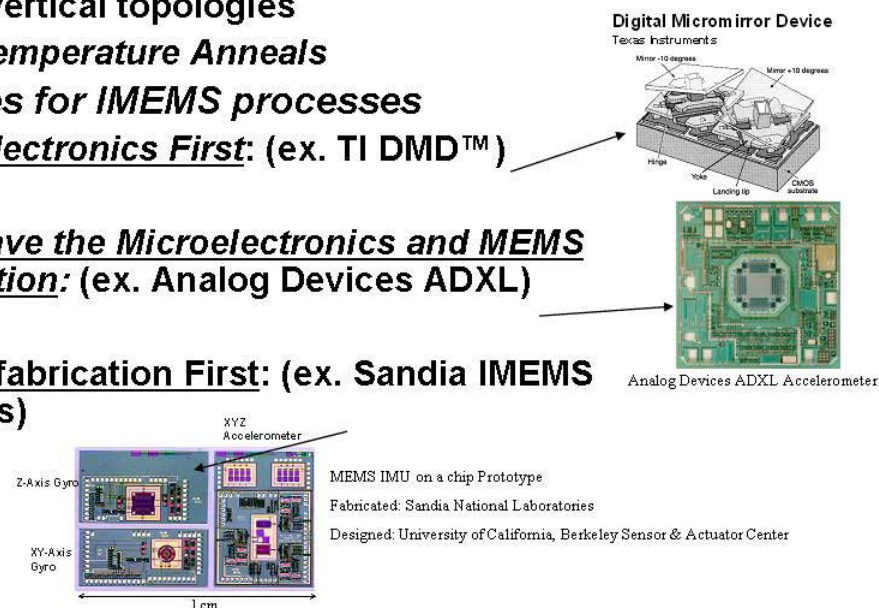 vertical topologies
emperature Anneals
es for IMEMS processes
lectronics First: (ex. TI DMD™)
ave the Microelectronics and MEMS
tion: (ex. Analog Devices ADXL)
fabrication First: (ex. Sandia IMEMS
s)
Digital Micromirror Device
Texas Instruments
Mirror -10 degrees
Mirror +10 degrees
Hinge
Yoke
Landing tip
CMOS
substrate
Analog Devices ADXL Accelerometer
XYZ
Accelerometer
Z-Axis Gyro
XY-Axis
Gyro
1 cm
MEMS IMU on a chip Prototype
Fabricated: Sandia National Laboratories
Designed: University of California, Berkeley Sensor & Actuator Center